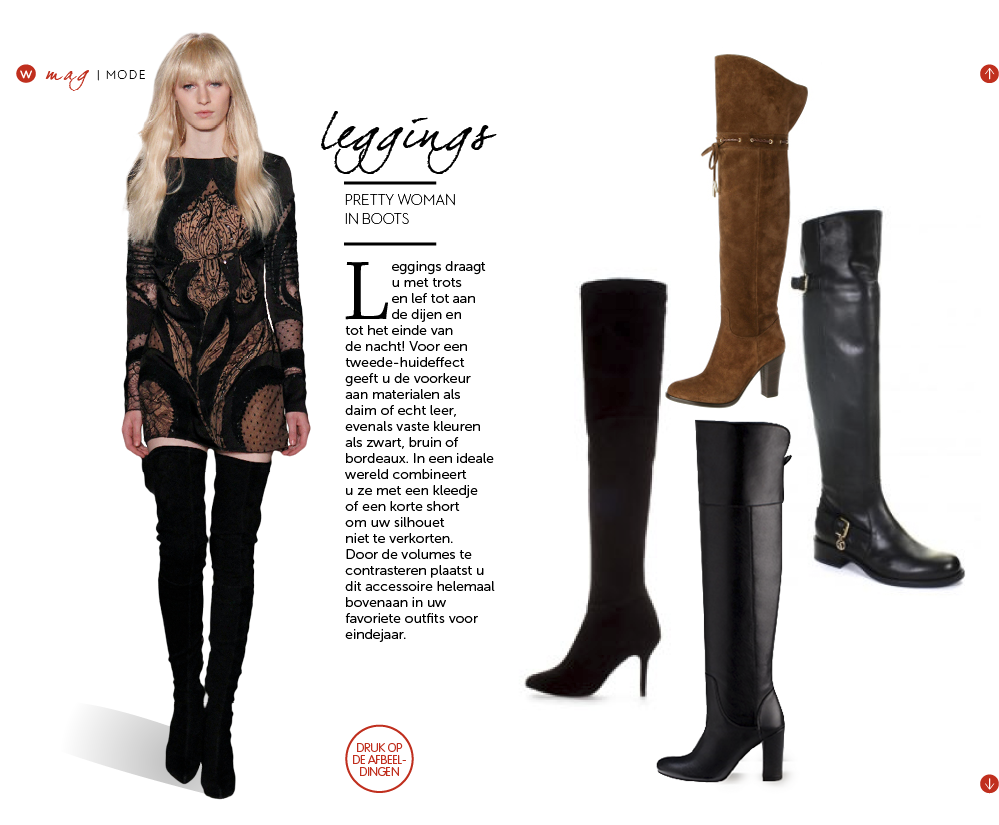 W mag | MODE
leggings
PRETTY WOMAN
IN BOOTS
Leggings draagt
u met trots
en lef tot aan
de dijen en
tot het einde van
de nacht! Voor een
tweede-huideffect
geeft u de voorkeur
aan materialen als
daim of echt leer,
evenals vaste kleuren
als zwart, bruin of
bordeaux. In een ideale
wereld combineert
u ze met een kleedje
of een korte short
om uw silhouet
niet te verkorten.
Door de volumes te
contrasteren plaatst u
dit accessoire helemaal
bovenaan in uw
favoriete outfits voor
eindejaar.
DRUK OP
DE AFBEEL-
DINGEN